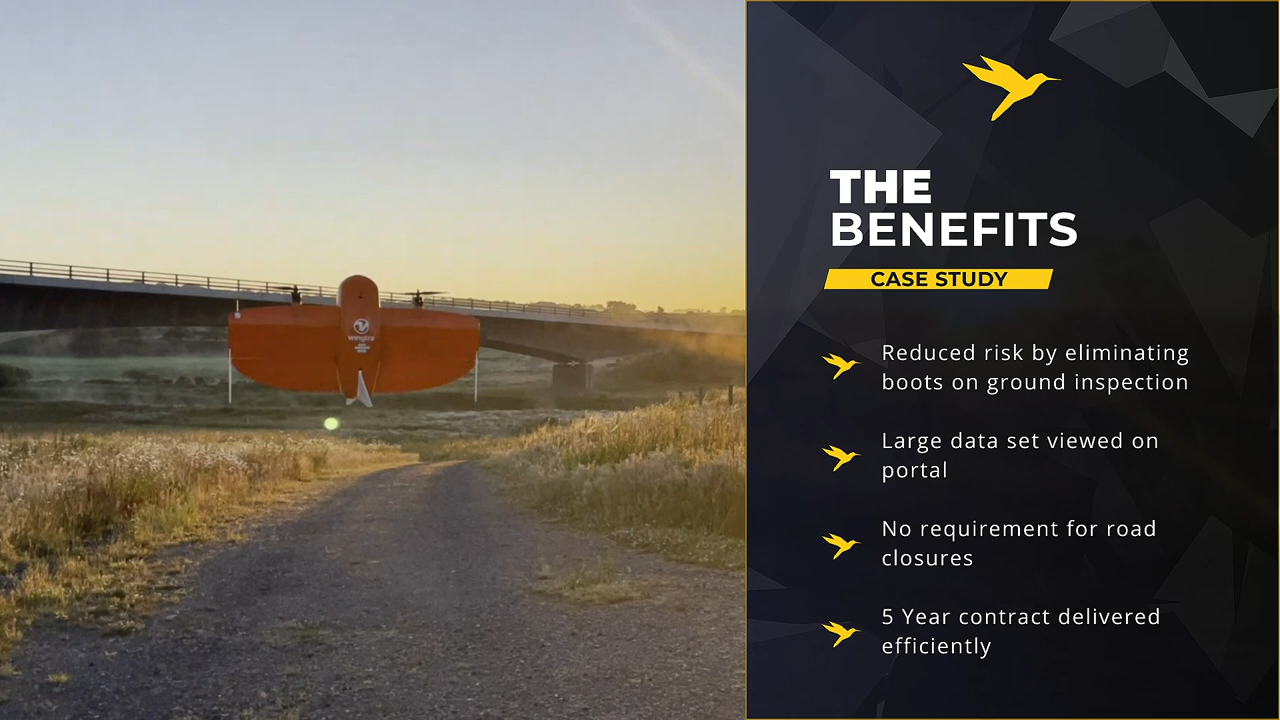 wingtra
THE
BENEFITS
CASE STUDY
Reduced risk by eliminating
boots on ground inspection
Large data set viewed on
portal
No requirement for road
closures
5 Year contract delivered
efficiently